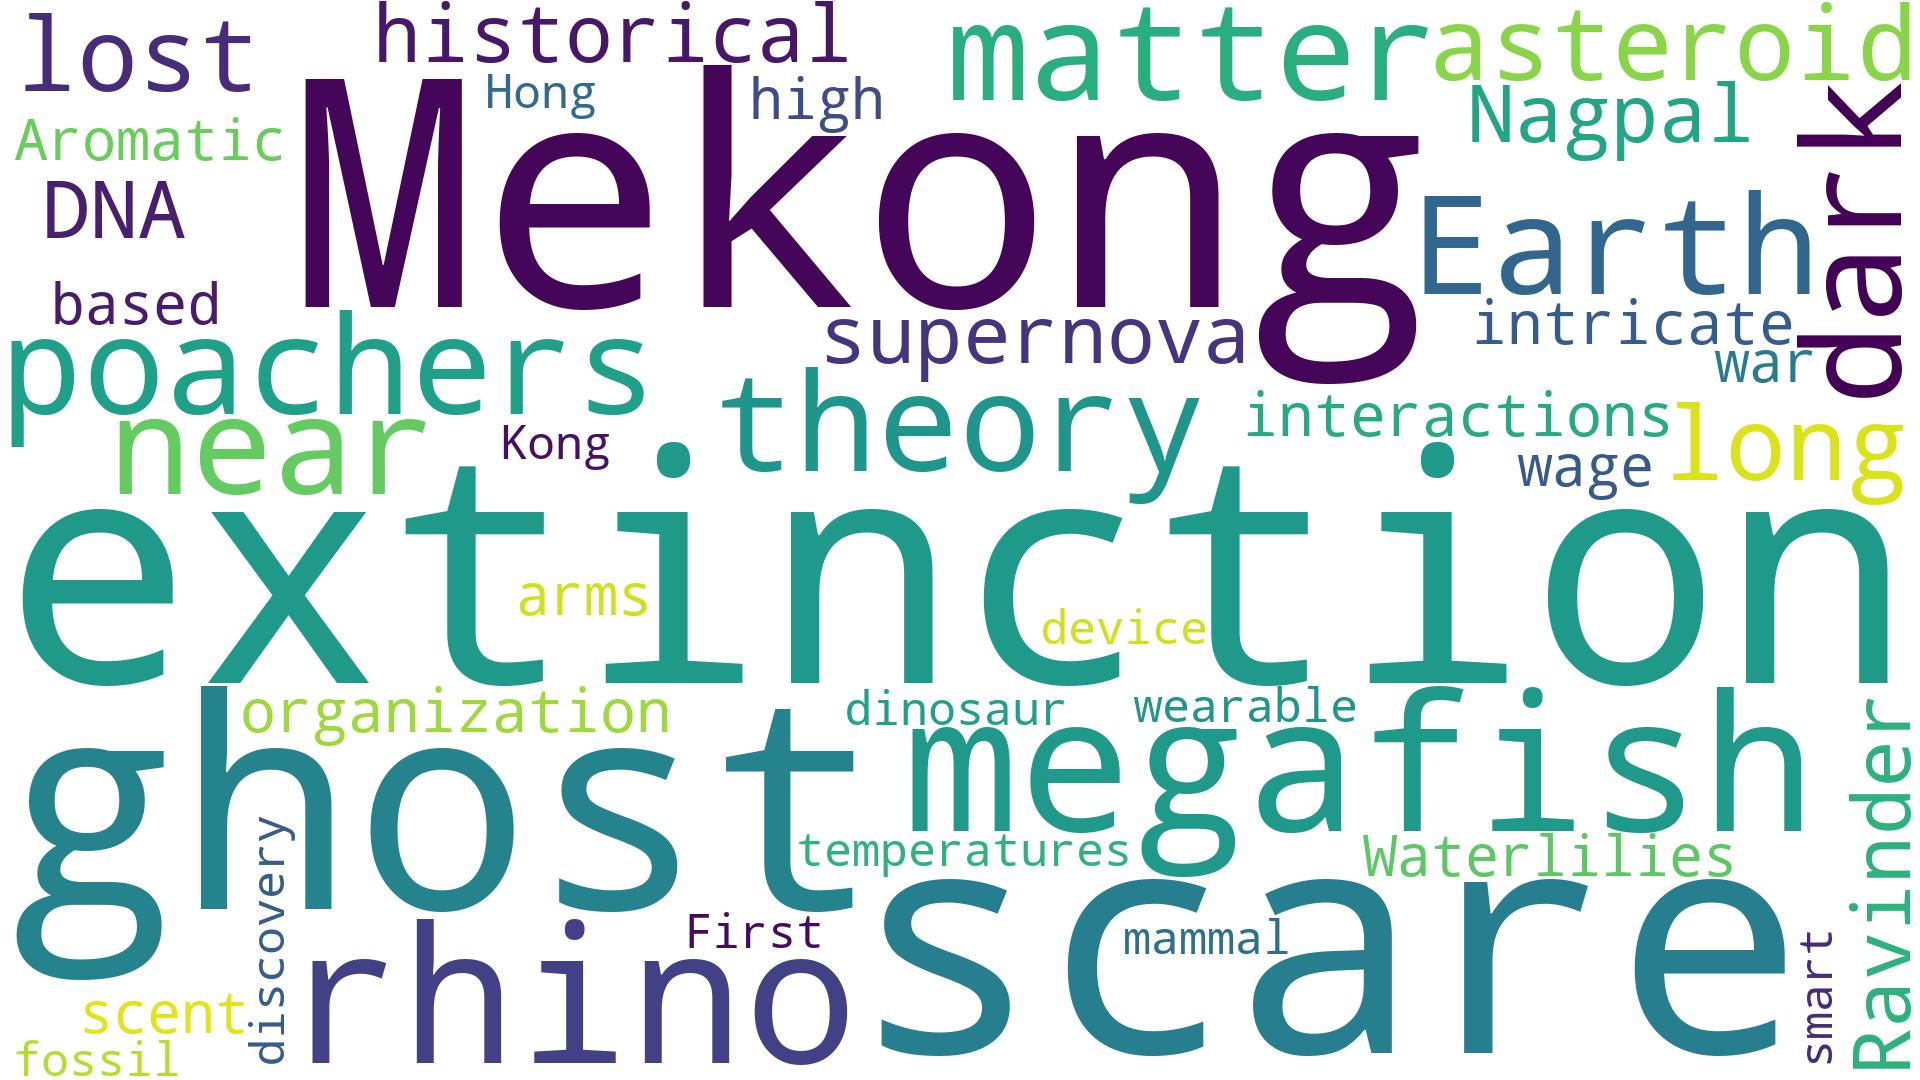 lost
historical
matter
asteroid
Hong
high
Nagpal
Aromatic
Mekong
dark
DNA
Earth
based
supernova
intricate
war
poachers
theory
interactions
long
near
Kong
wage
extinction
arms
device
organization
dinosaur
wearable
ghost
megafish
Ravinder
discovery
temperatures
Waterlilies
rhino
First
scare
mammal
smart
scent
fossil